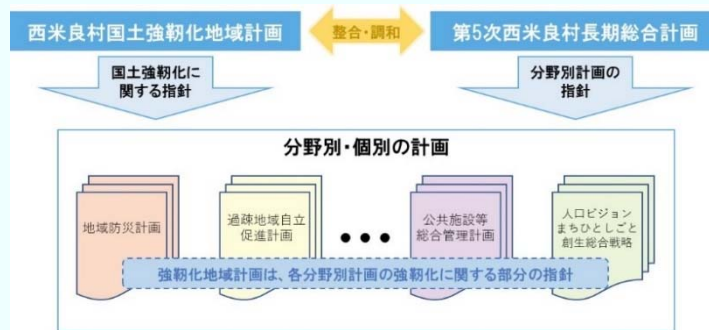 西米良村国土強靭化地域計画
整合・調和
第5次西米良村長期総合計画
国土強靭化に
関する指針
分野別計画の
指針
分野別・個別の計画
地域防災計画
過疎地域自立
促進計画
●●●
公共施設等
総合管理計画
人口ビジョン
まちひとしごと
創生総合戦略
強靭化地域計画は、各分野別計画の強靭化に関する部分の指針